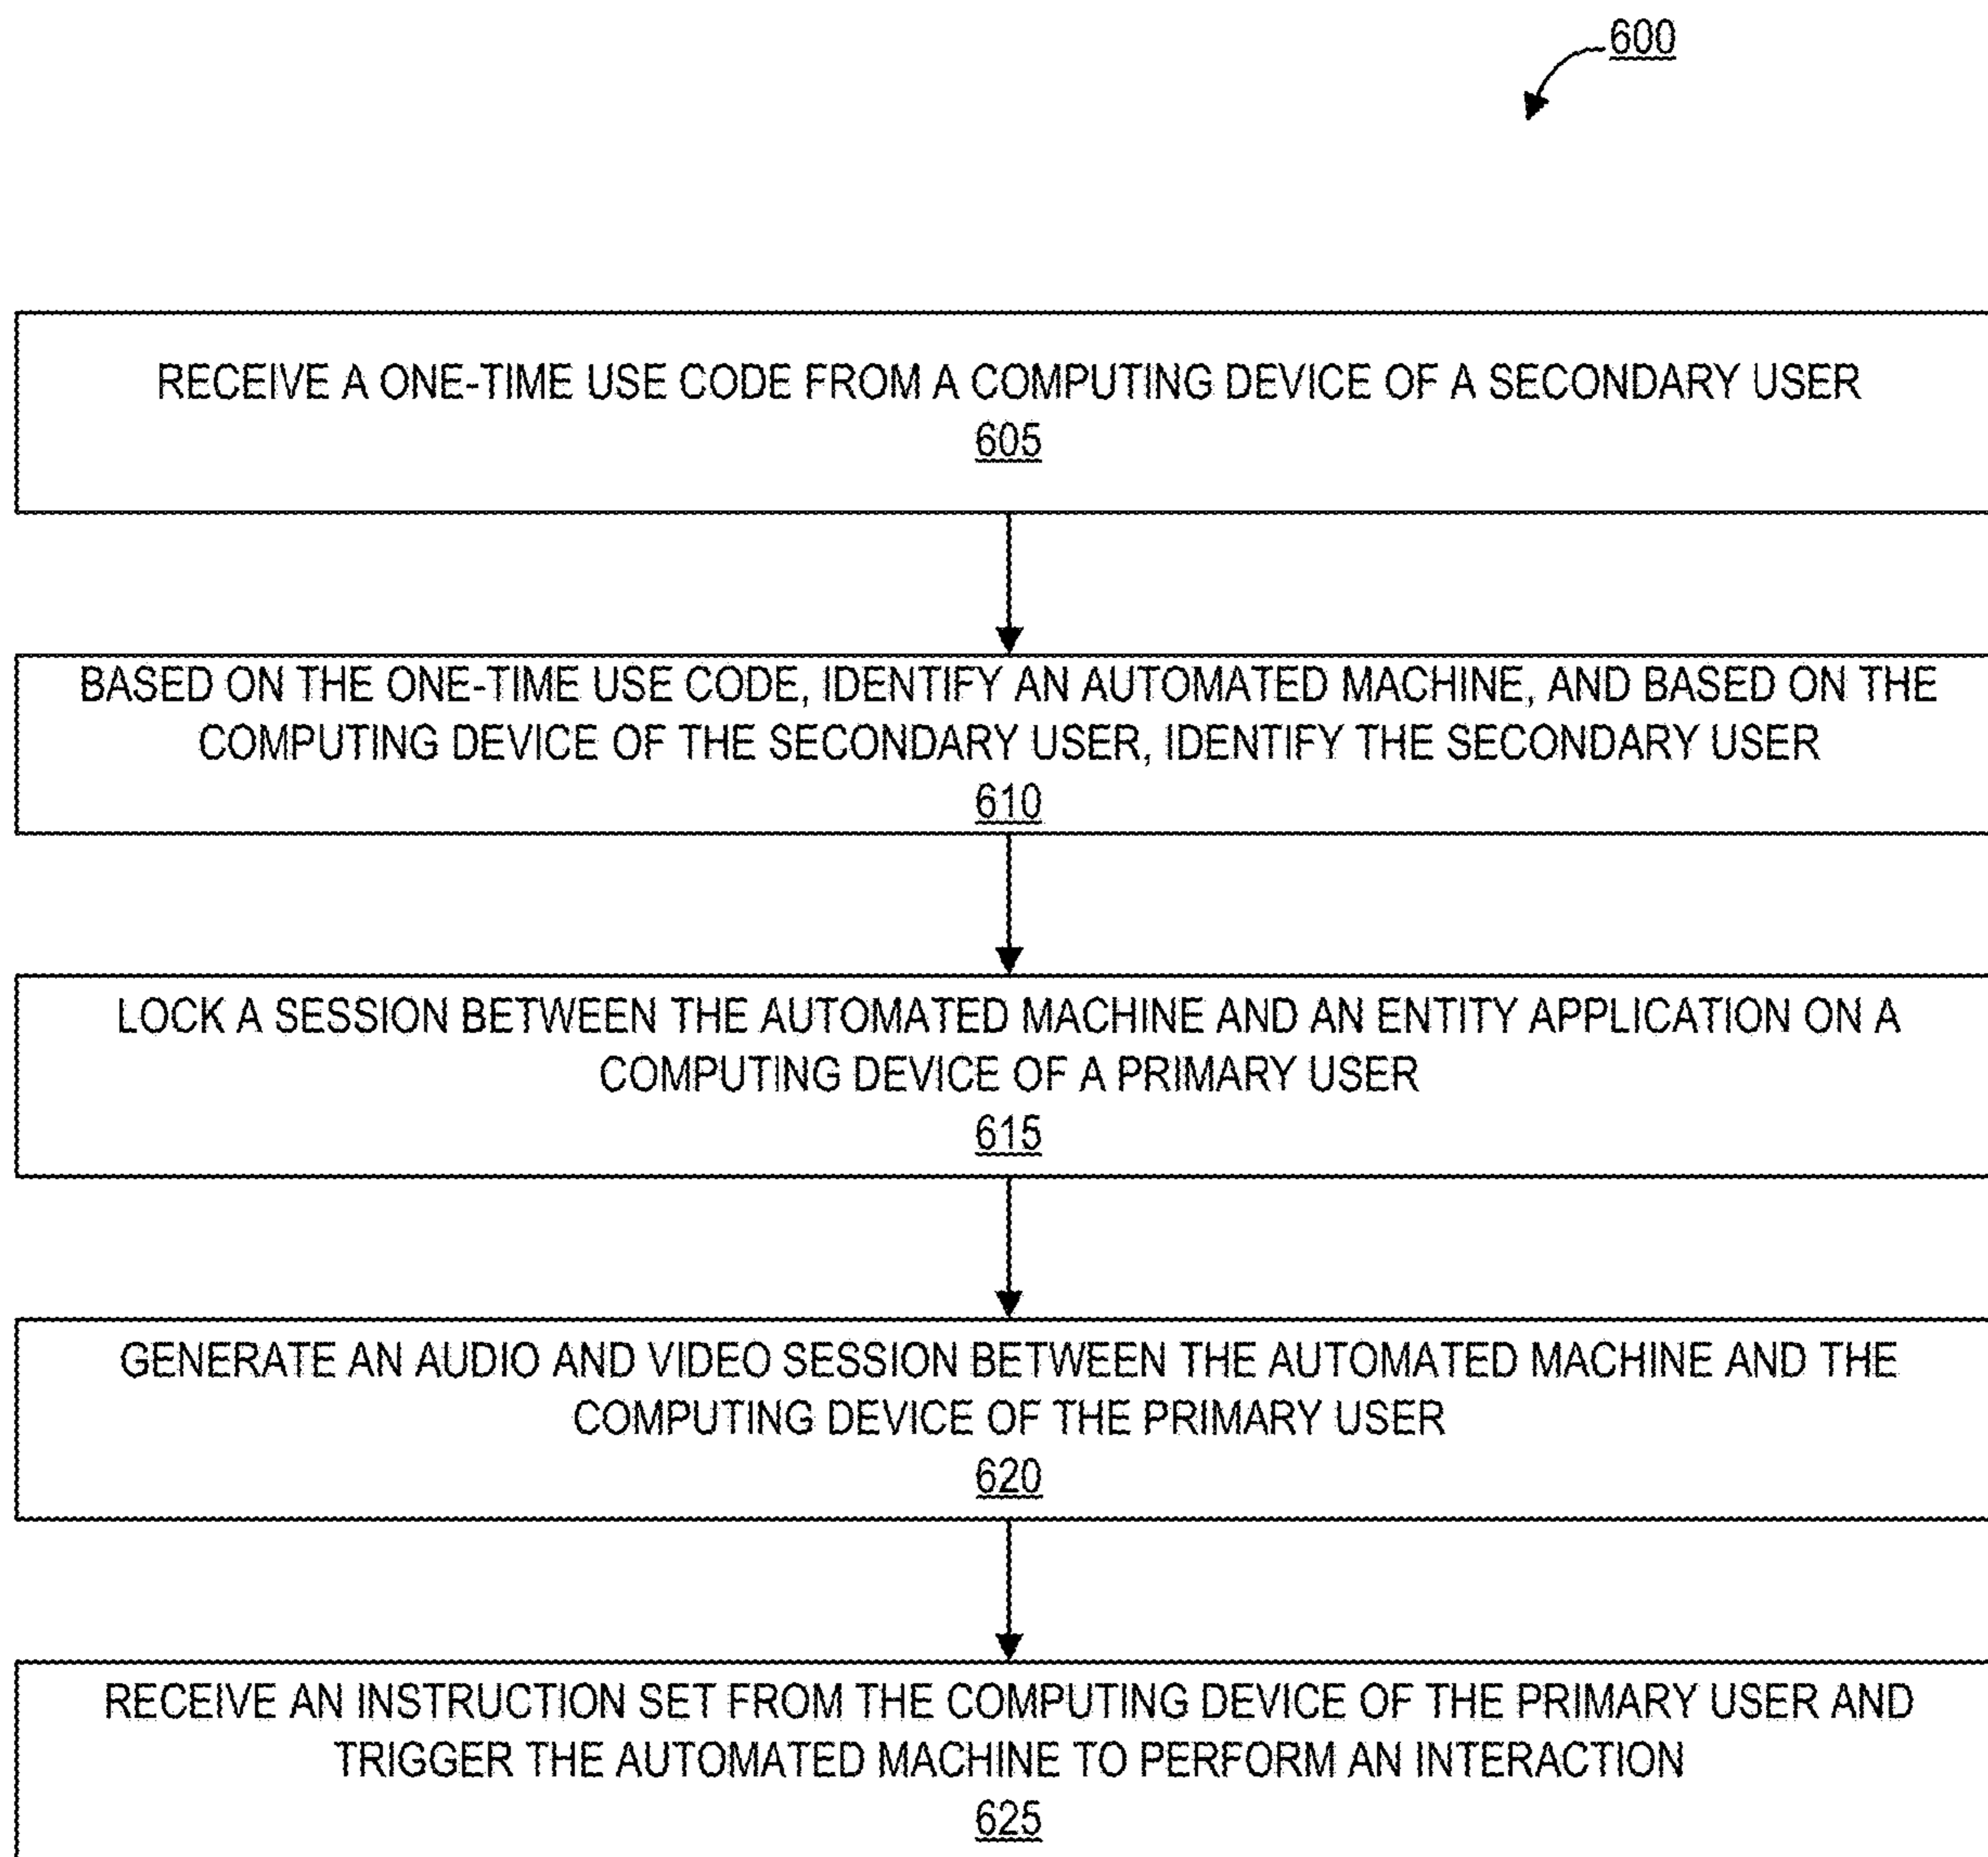 600
RECEIVE A ONE-TIME USE CODE FROM A COMPUTING DEVICE OF A SECONDARY USER
605
BASED ON THE ONE-TIME USE CODE, IDENTIFY AN AUTOMATED MACHINE, AND BASED ON THE
COMPUTING DEVICE OF THE SECONDARY USER, IDENTIFY THE SECONDARY USER
610
LOCK A SESSION BETWEEN THE AUTOMATED MACHINE AND AN ENTITY APPLICATION ON A
COMPUTING DEVICE OF A PRIMARY USER
615
GENERATE AN AUDIO AND VIDEO SESSION BETWEEN THE AUTOMATED MACHINE AND THE
COMPUTING DEVICE OF THE PRIMARY USER
620
RECEIVE AN INSTRUCTION SET FROM THE COMPUTING DEVICE OF THE PRIMARY USER AND
TRIGGER THE AUTOMATED MACHINE TO PERFORM AN INTERACTION
625